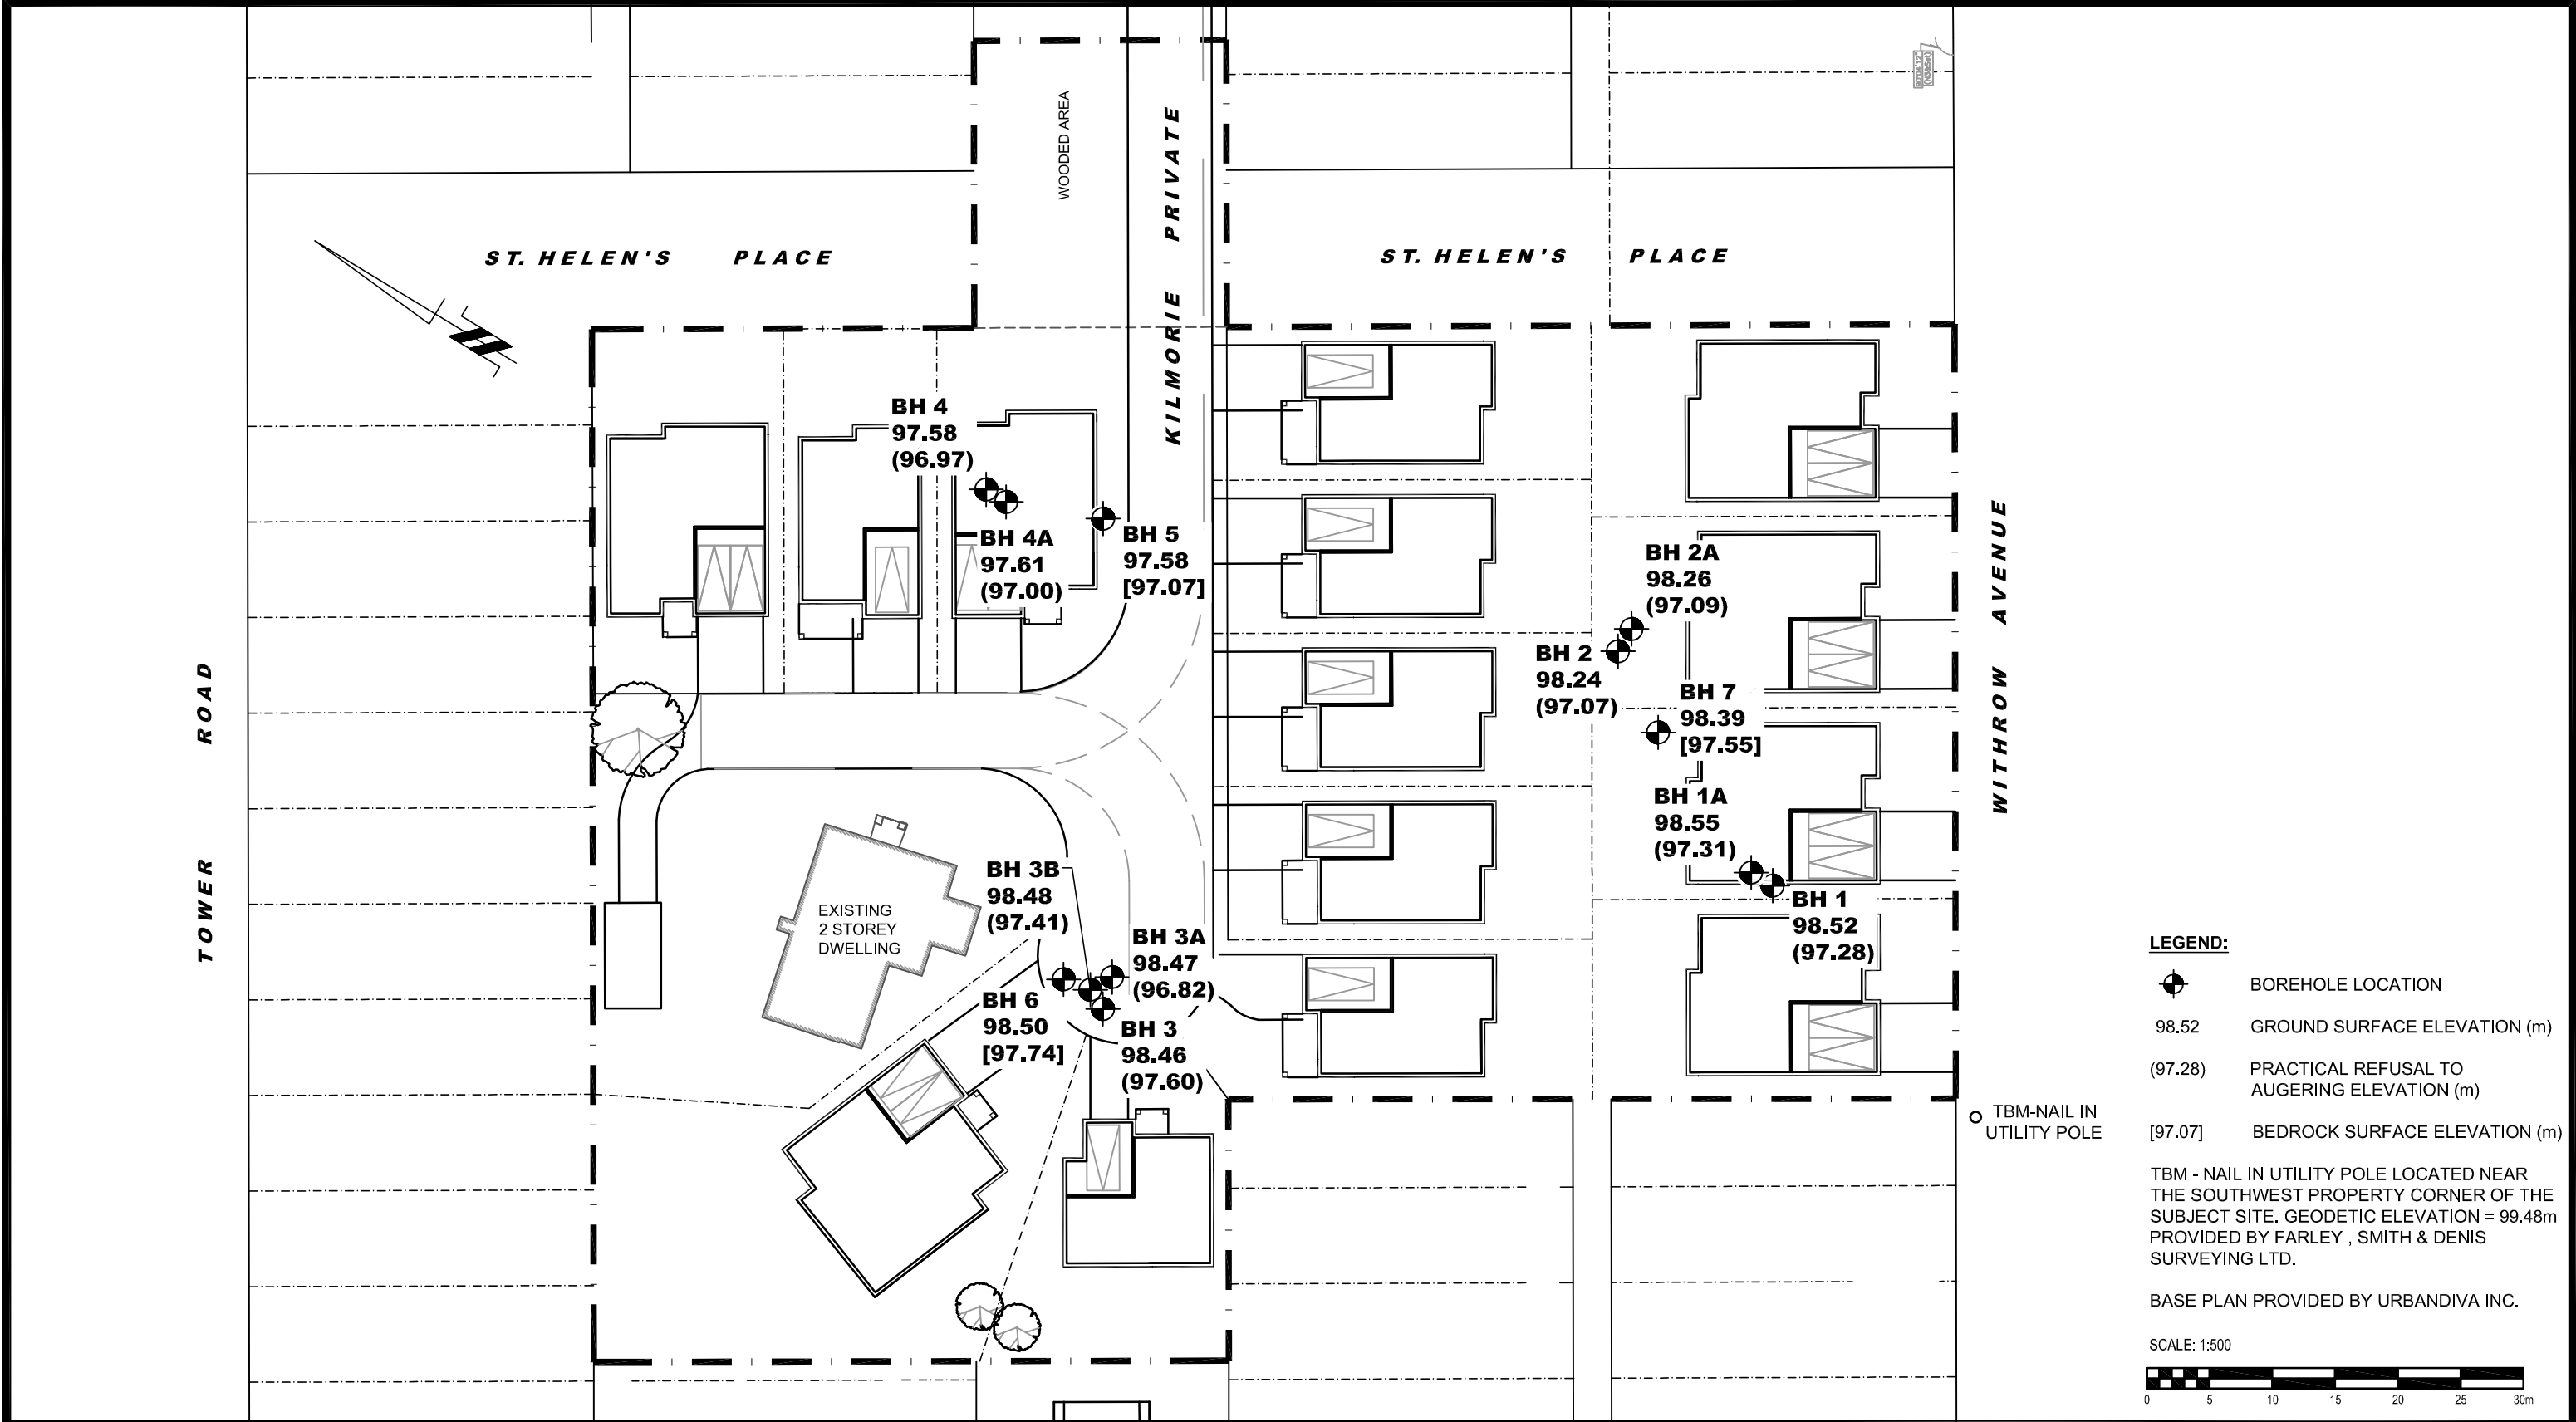 WOODED AREA
KILMORIE PRIVATE
ST. HELEN'S PLACE
ST. HELEN'S PLACE
BH 4
97.58
(96.97)
BH 4A
97.61
(97.00)
BH 5
97.58
[97.07]
BH 2A
98.26
(97.09)
BH 2
98.24
(97.07)
BH 7
98.39
[97.55]
BH 1A
98.55
(97.31)
BH 1
98.52
(97.28)
BH 3B
98.48
(97.41)
BH 3A
98.47
(96.82)
BH 6
98.50
[97.74]
BH 3
98.46
(97.60)
EXISTING
2 STOREY
DWELLING
TOWER ROAD
WITHROW AVENUE
TBM-NAIL IN
UTILITY POLE
LEGEND:
BOREHOLE LOCATION
98.52 GROUND SURFACE ELEVATION (m)
(97.28) PRACTICAL REFUSAL TO
AUGERING ELEVATION (m)
[97.07] BEDROCK SURFACE ELEVATION (m)
TBM - NAIL IN UTILITY POLE LOCATED NEAR
THE SOUTHWEST PROPERTY CORNER OF THE
SUBJECT SITE. GEODETIC ELEVATION = 99.48m
PROVIDED BY FARLEY , SMITH & DENIS
SURVEYING LTD.
BASE PLAN PROVIDED BY URBANDIVA INC.
SCALE: 1:500
0 5 10 15 20 25 30m